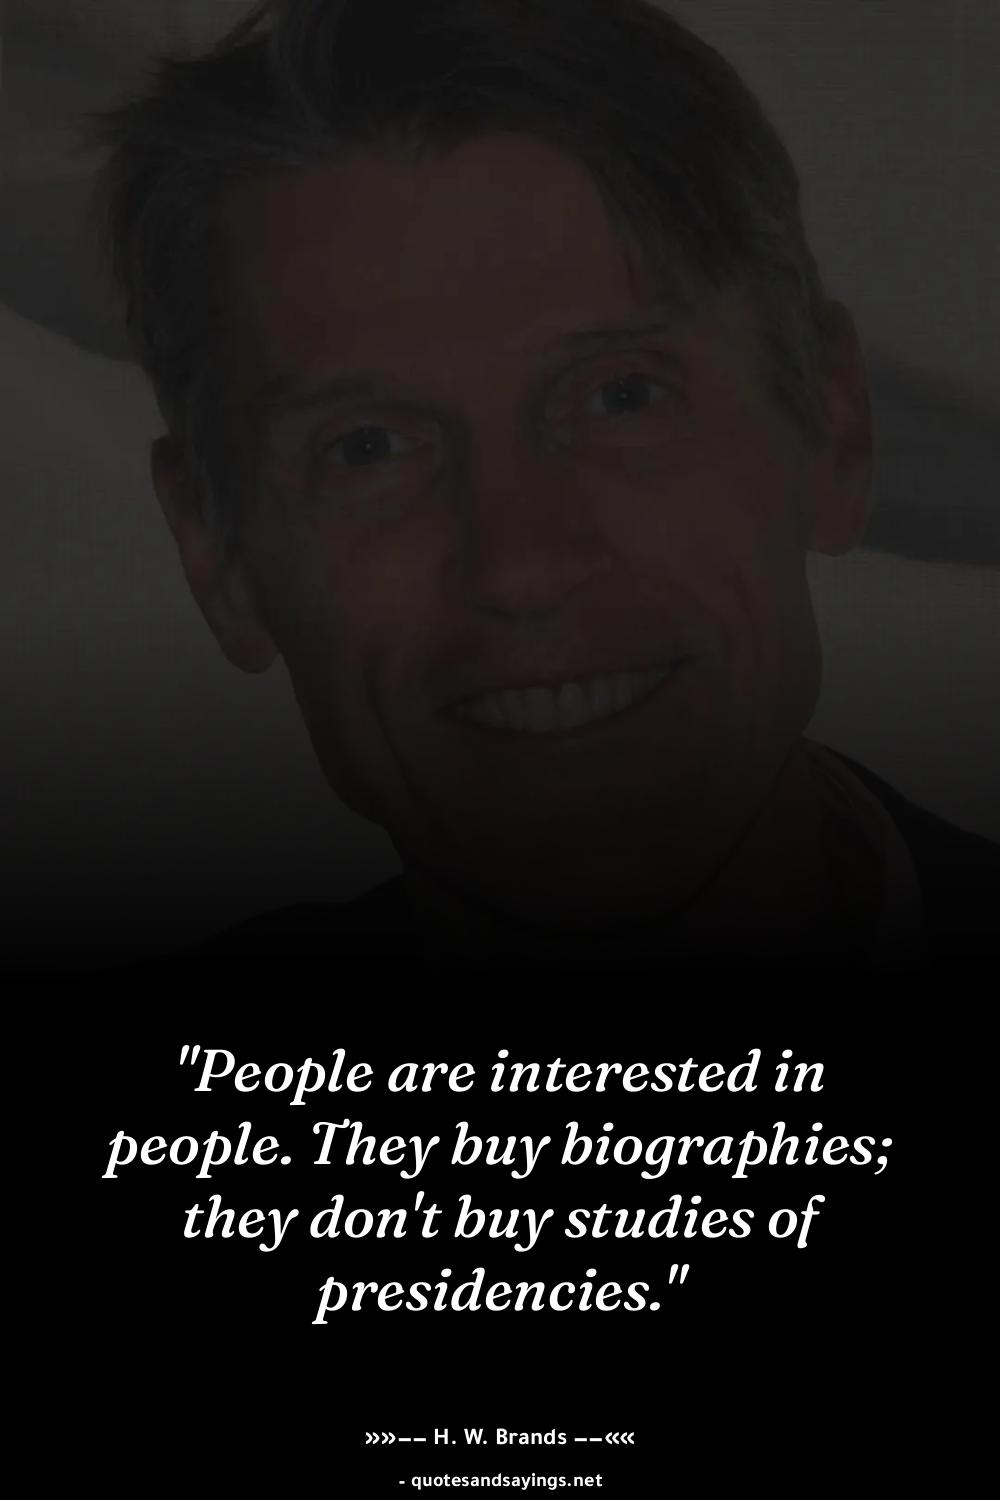 "People are interested in
people. They buy biographies;
they don't buy studies of
presidencies."
»»–– H. W. Brands ––««
- quotesandsayings.net